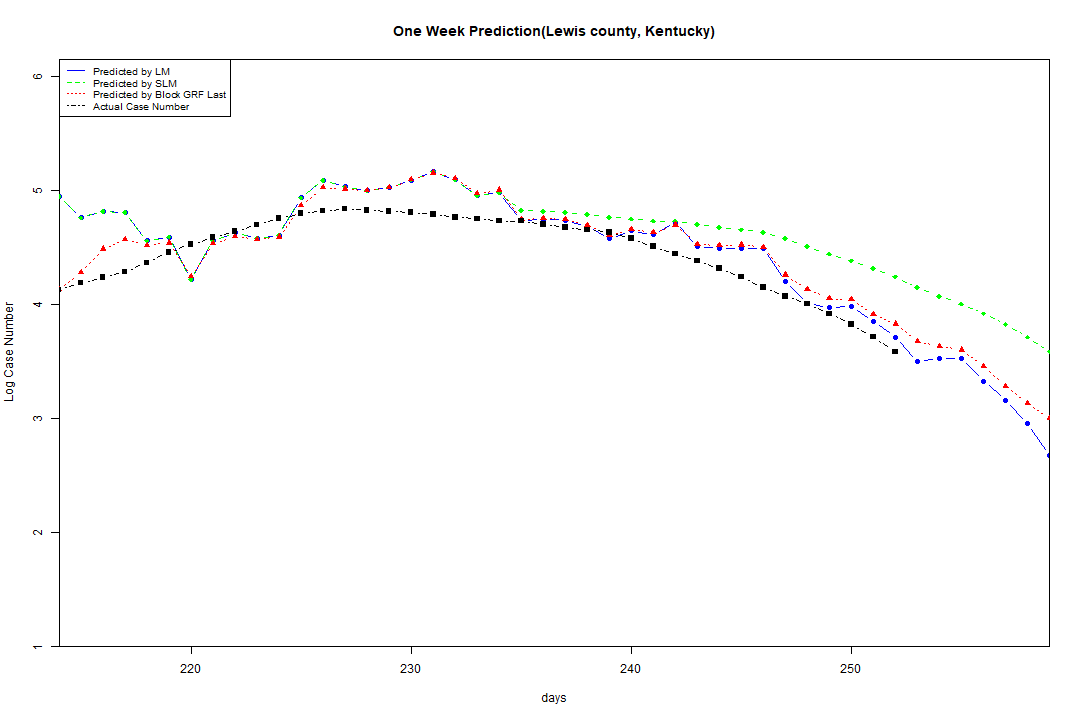 One Week Prediction(Lewis county, Kentucky)
Predicted by LM
Predicted by SLM
Predicted by Block GRF Last
Actual Case Number
6
5
4
3
2
1
Log Case Number
220 230 240 250
days